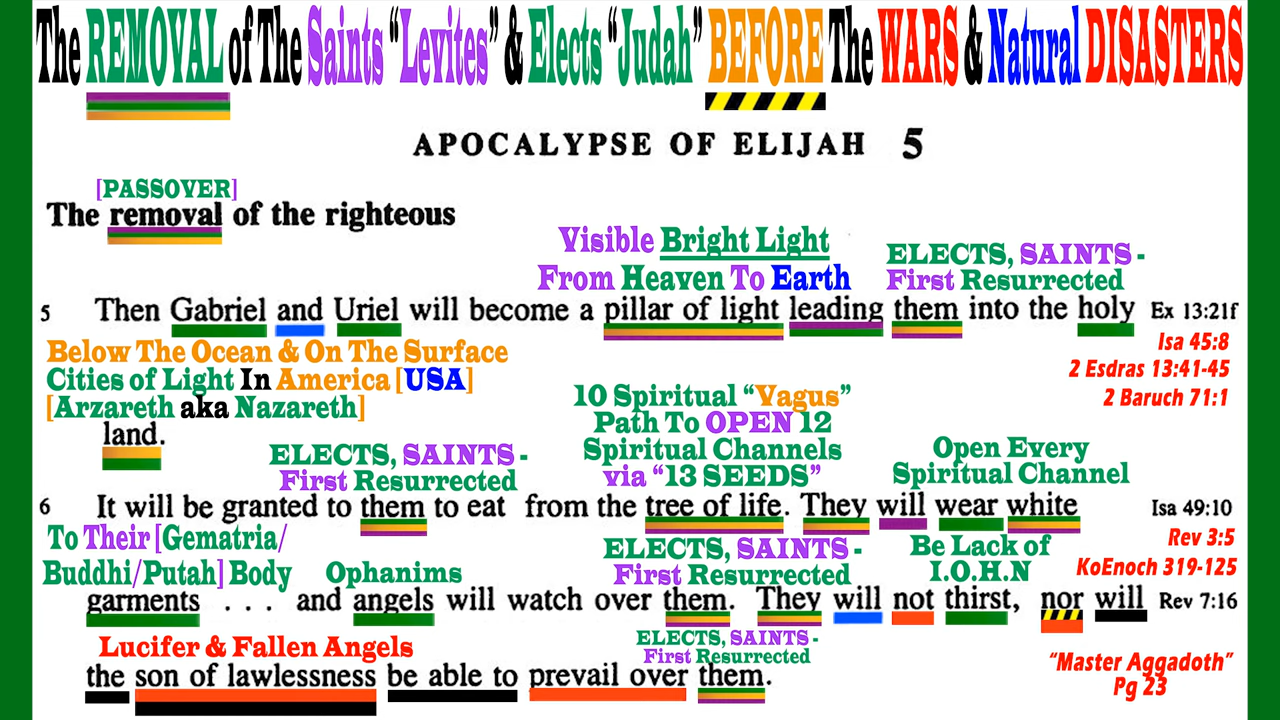 The REMOVAL of The Saints "Levites" & Elects "Judah" BEFORE The WARS & Natural DISASTERS
APOCALYPSE OF ELIJAH 5
[PASSOVER]
The removal of the righteous
Visible Bright Light
From Heaven To Earth
ELECTS, SAINTS -
First Resurrected
5 Then Gabriel and Uriel will become a pillar of light leading them into the holy Ex 13:21f
Isa 45:8
2 Esdras 13:41-45
2 Baruch 71:1
Below The Ocean & On The Surface
Cities of Light In America [USA]
[Arzareth aka Nazareth]
land.
ELECTS, SAINTS -
First Resurrected
10 Spiritual "Vagus"
Path To OPEN 12
Spiritual Channels
via "13 SEEDS"
Open Every
Spiritual Channel
6 It will be granted to them to eat from the tree of life. They will wear white Isa 49:10
Rev 3:5
KoEnoch 319-125
To Their [Gematria/
Buddhi/Putah] Body
Ophanims
ELECTS, SAINTS -
First Resurrected
Be Lack of
I.O.H.N
garments . . . and angels will watch over them. They will not thirst, nor will Rev 7:16
Lucifer & Fallen Angels
ELECTS, SAINTS -
First Resurrected
"Master Aggadoth"
Pg 23
the son of lawlessness be able to prevail over them.